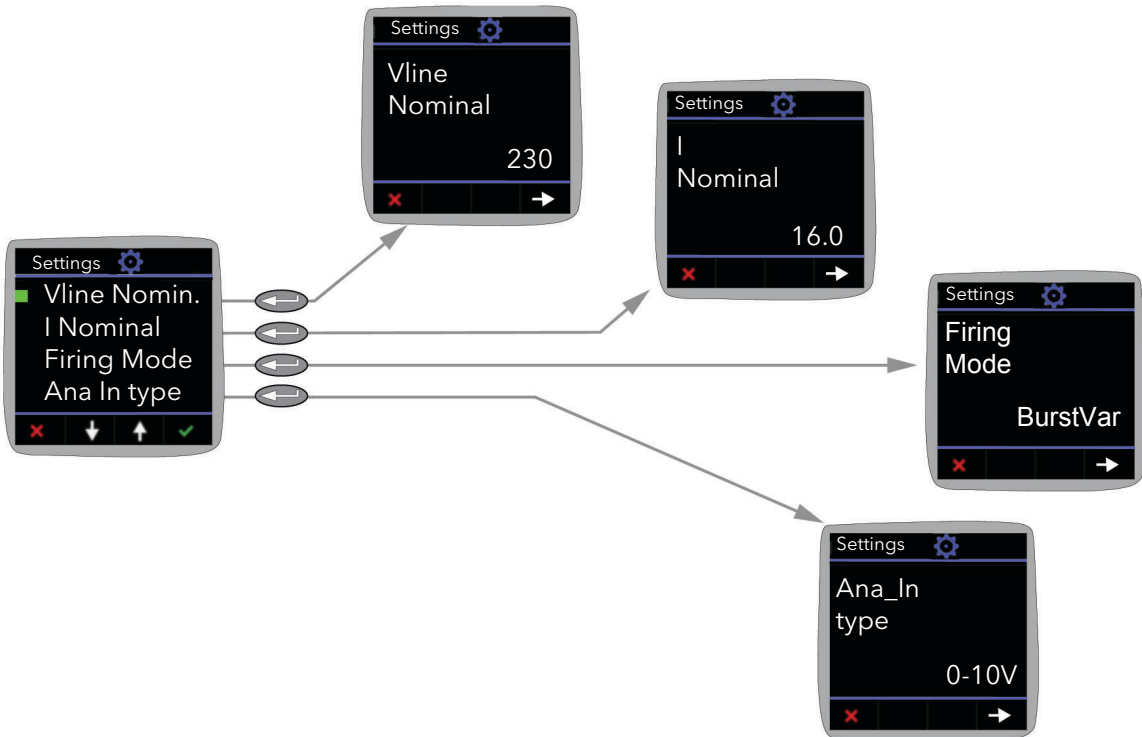 Settings
Vline
Nominal
230
Settings
I
Nominal
16.0
Settings
Vline Nomin.
I Nominal
Firing Mode
Ana In type
Settings
Firing
Mode
BurstVar
Settings
Ana_In
type
0-10V